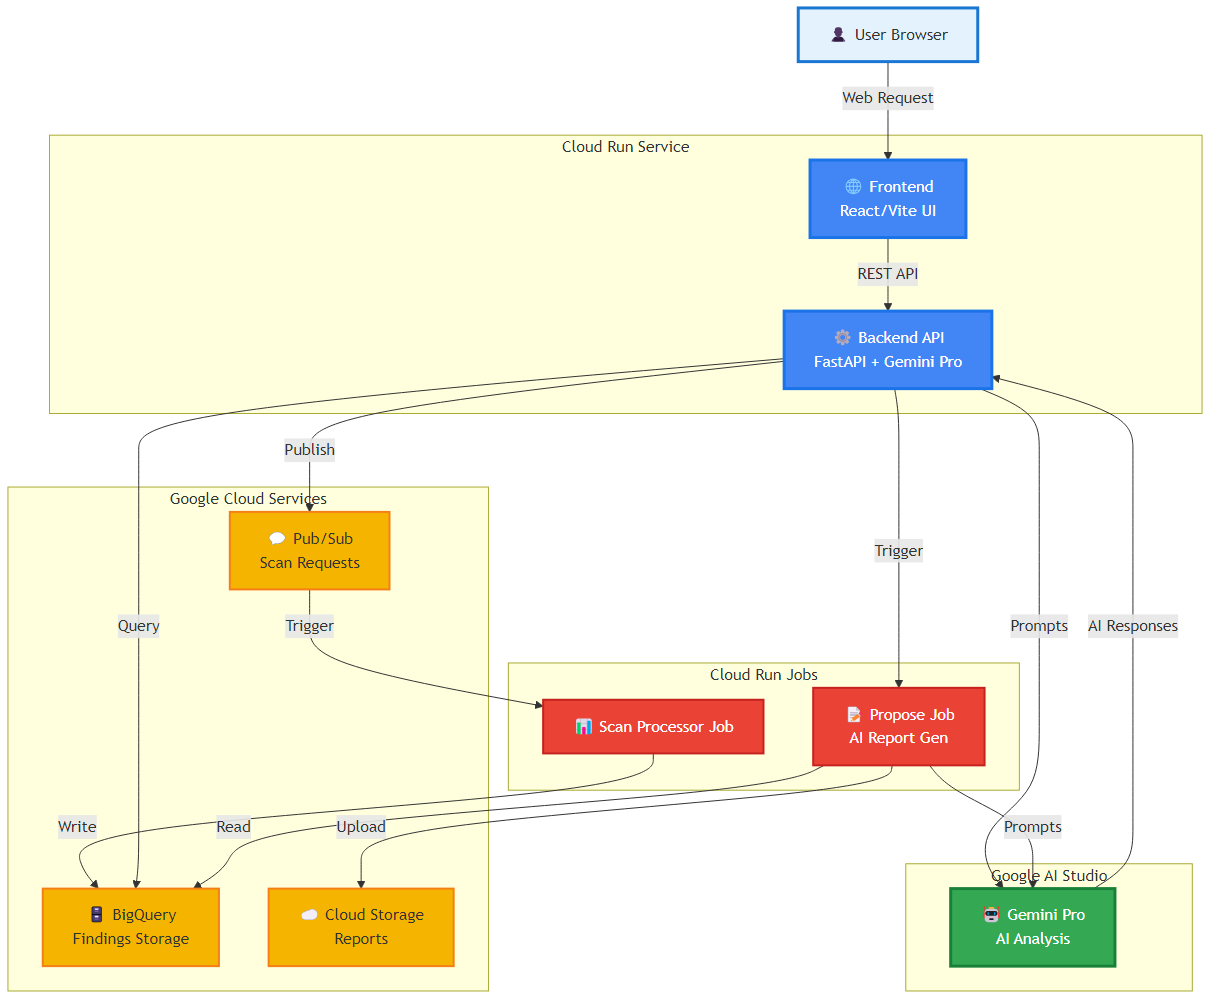 User Browser
Web Request
Cloud Run Service
Frontend
React/Vite UI
REST API
Backend API
FastAPI + Gemini Pro
Publish
Google Cloud Services
Pub/Sub
Scan Requests
Trigger
Query
Trigger
Prompts
AI Responses
Cloud Run Jobs
Scan Processor Job
Propose Job
AI Report Gen
Write
Read
Upload
Prompts
Google AI Studio
BigQuery
Findings Storage
Cloud Storage
Reports
Gemini Pro
AI Analysis